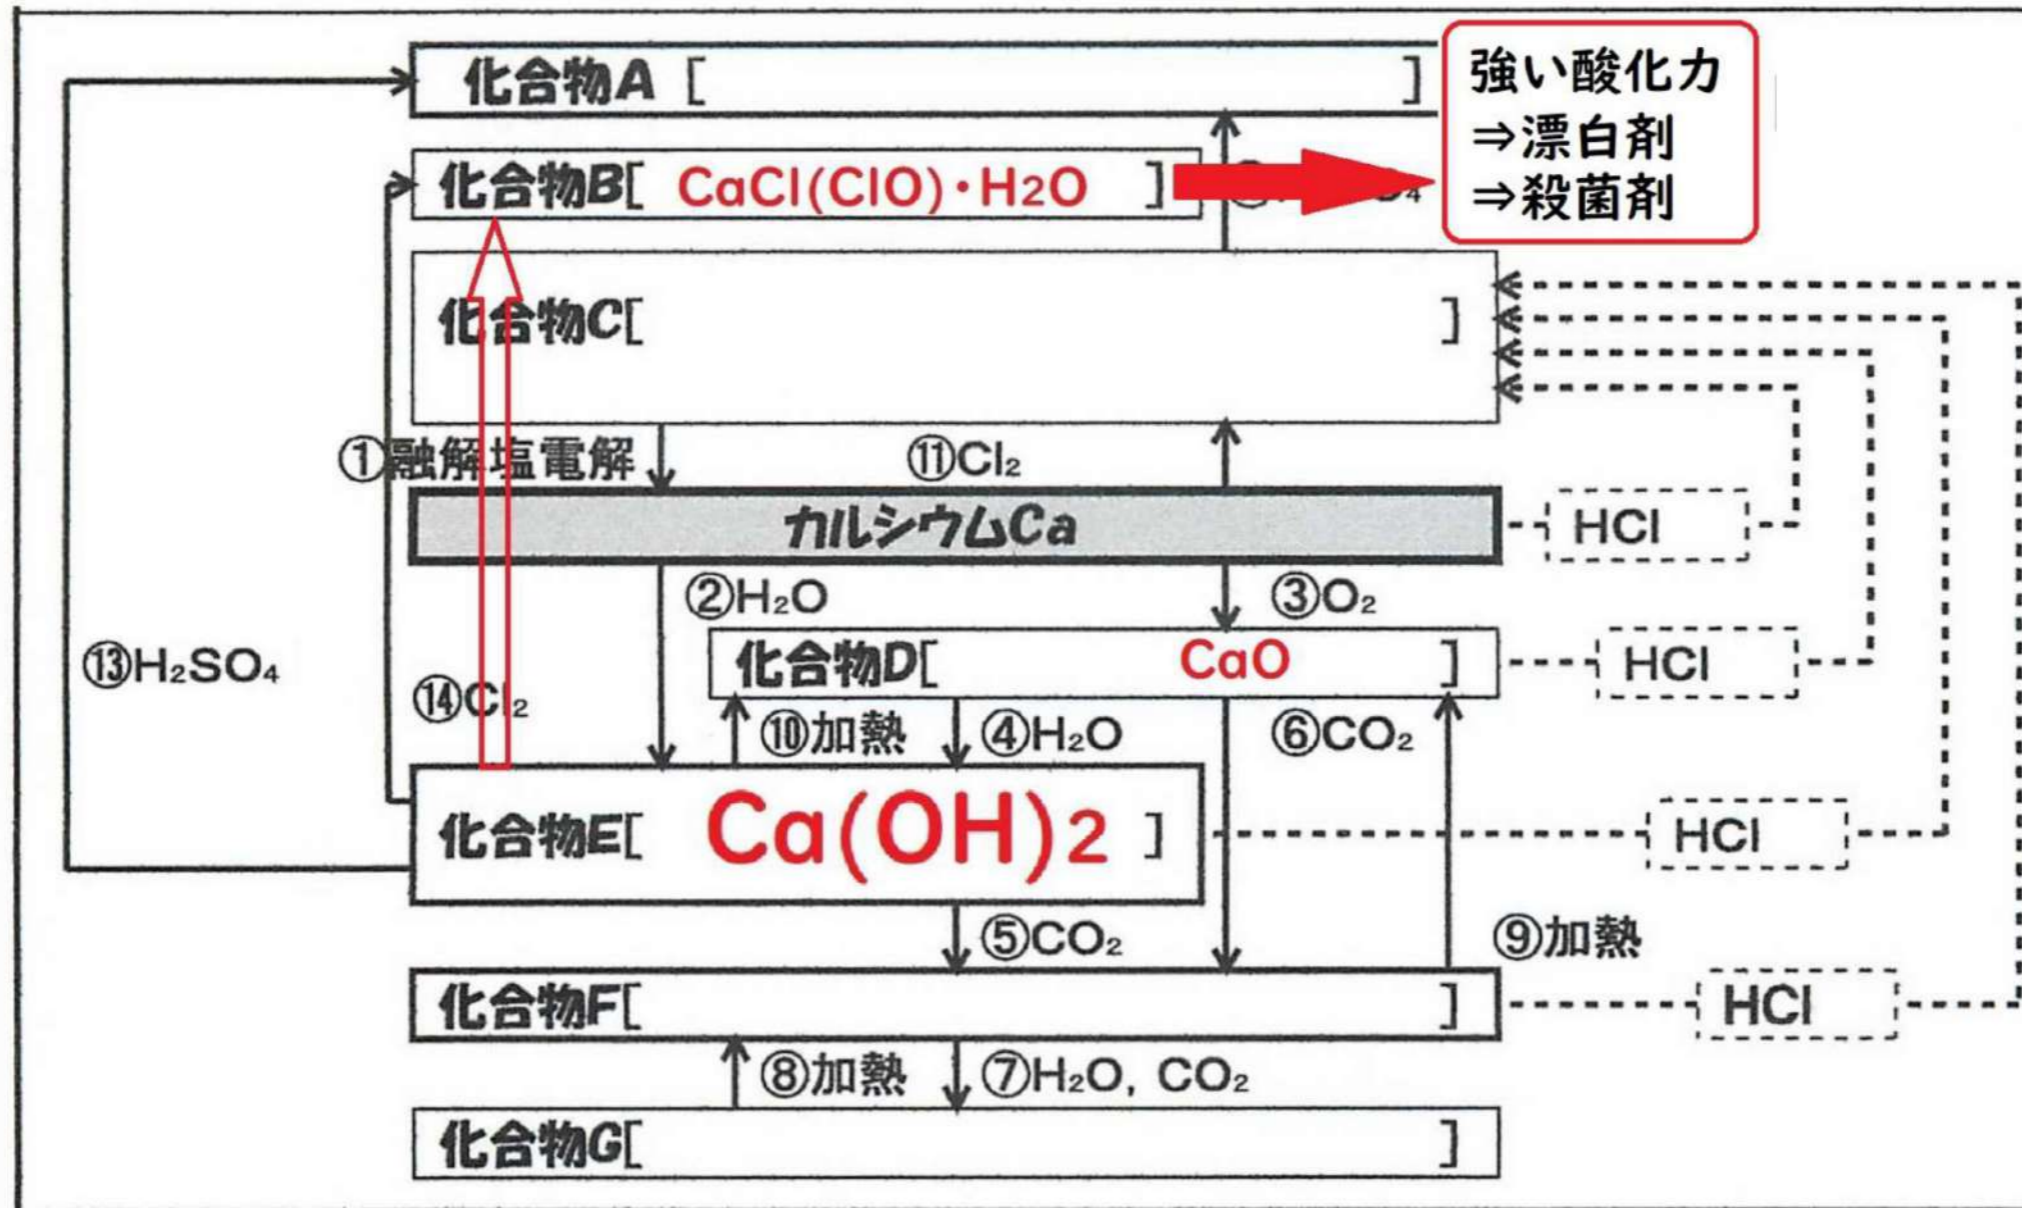 化合物A [ ]
強い酸化力
⇒漂白剤
⇒殺菌剤
化合物B[ CaCl(ClO)・H2O ]
化合物C[ ]
①融解塩電解
⑪Cl₂
カルシウムCa
HCl
②H₂O
③O₂
⑬H₂SO₄
化合物D[ CaO ]
HCl
⑭Cl₂
⑩加熱
④H₂O
⑥CO₂
化合物E[ Ca(OH)2 ]
HCl
⑤CO₂
⑨加熱
化合物F[ ]
HCl
⑧加熱
⑦H₂O, CO₂
化合物G[ ]